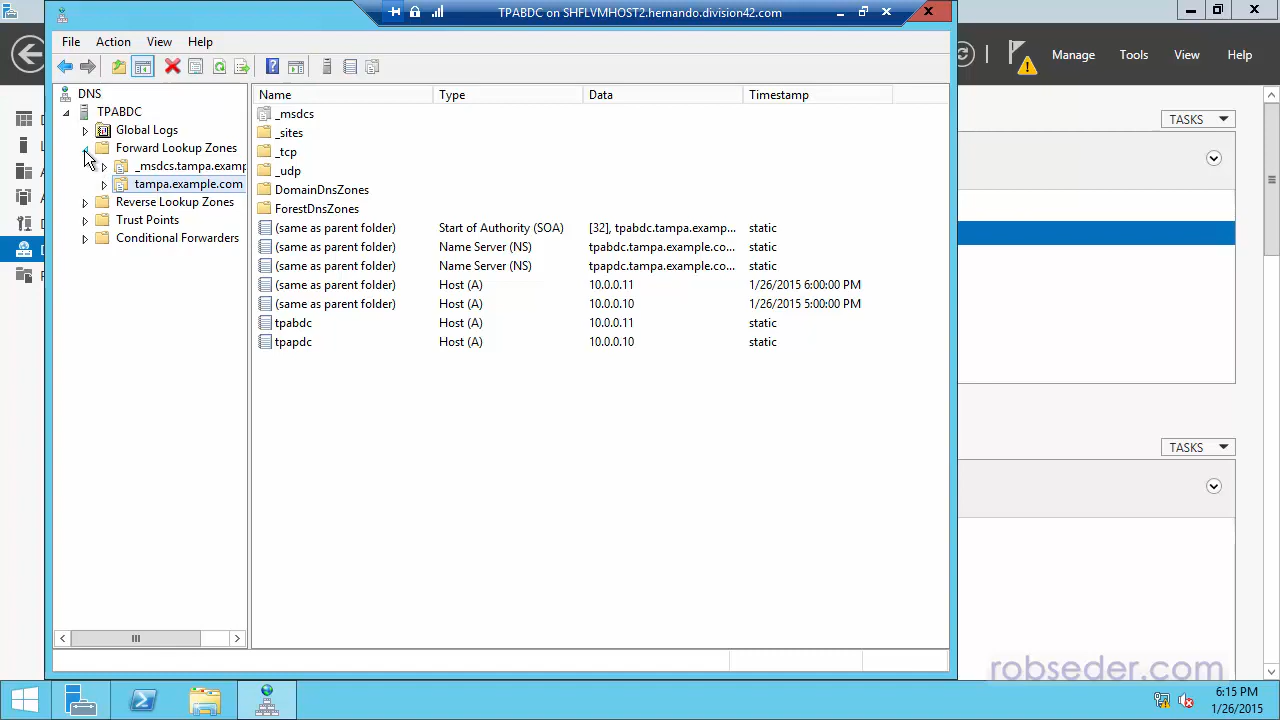 TPABDC on SHFLVMHOST2.hernando.division42.com
File Action View Help
Manage Tools View Help
DNS
TPABDC
Global Logs
Forward Lookup Zones
_msdcs.tampa.examp
tampa.example.com
Reverse Lookup Zones
Trust Points
Conditional Forwarders
Name Type Data Timestamp
_msdcs
_sites
_tcp
_udp
DomainDnsZones
ForestDnsZones
(same as parent folder) Start of Authority (SOA) [32], tpabdc.tampa.examp... static
(same as parent folder) Name Server (NS) tpabdc.tampa.example.co... static
(same as parent folder) Name Server (NS) tpapdc.tampa.example.co... static
(same as parent folder) Host (A) 10.0.0.11 1/26/2015 6:00:00 PM
(same as parent folder) Host (A) 10.0.0.10 1/26/2015 5:00:00 PM
tpabdc Host (A) 10.0.0.11 static
tpapdc Host (A) 10.0.0.10 static
TASKS
TASKS
robseder.com
6:15 PM
1/26/2015